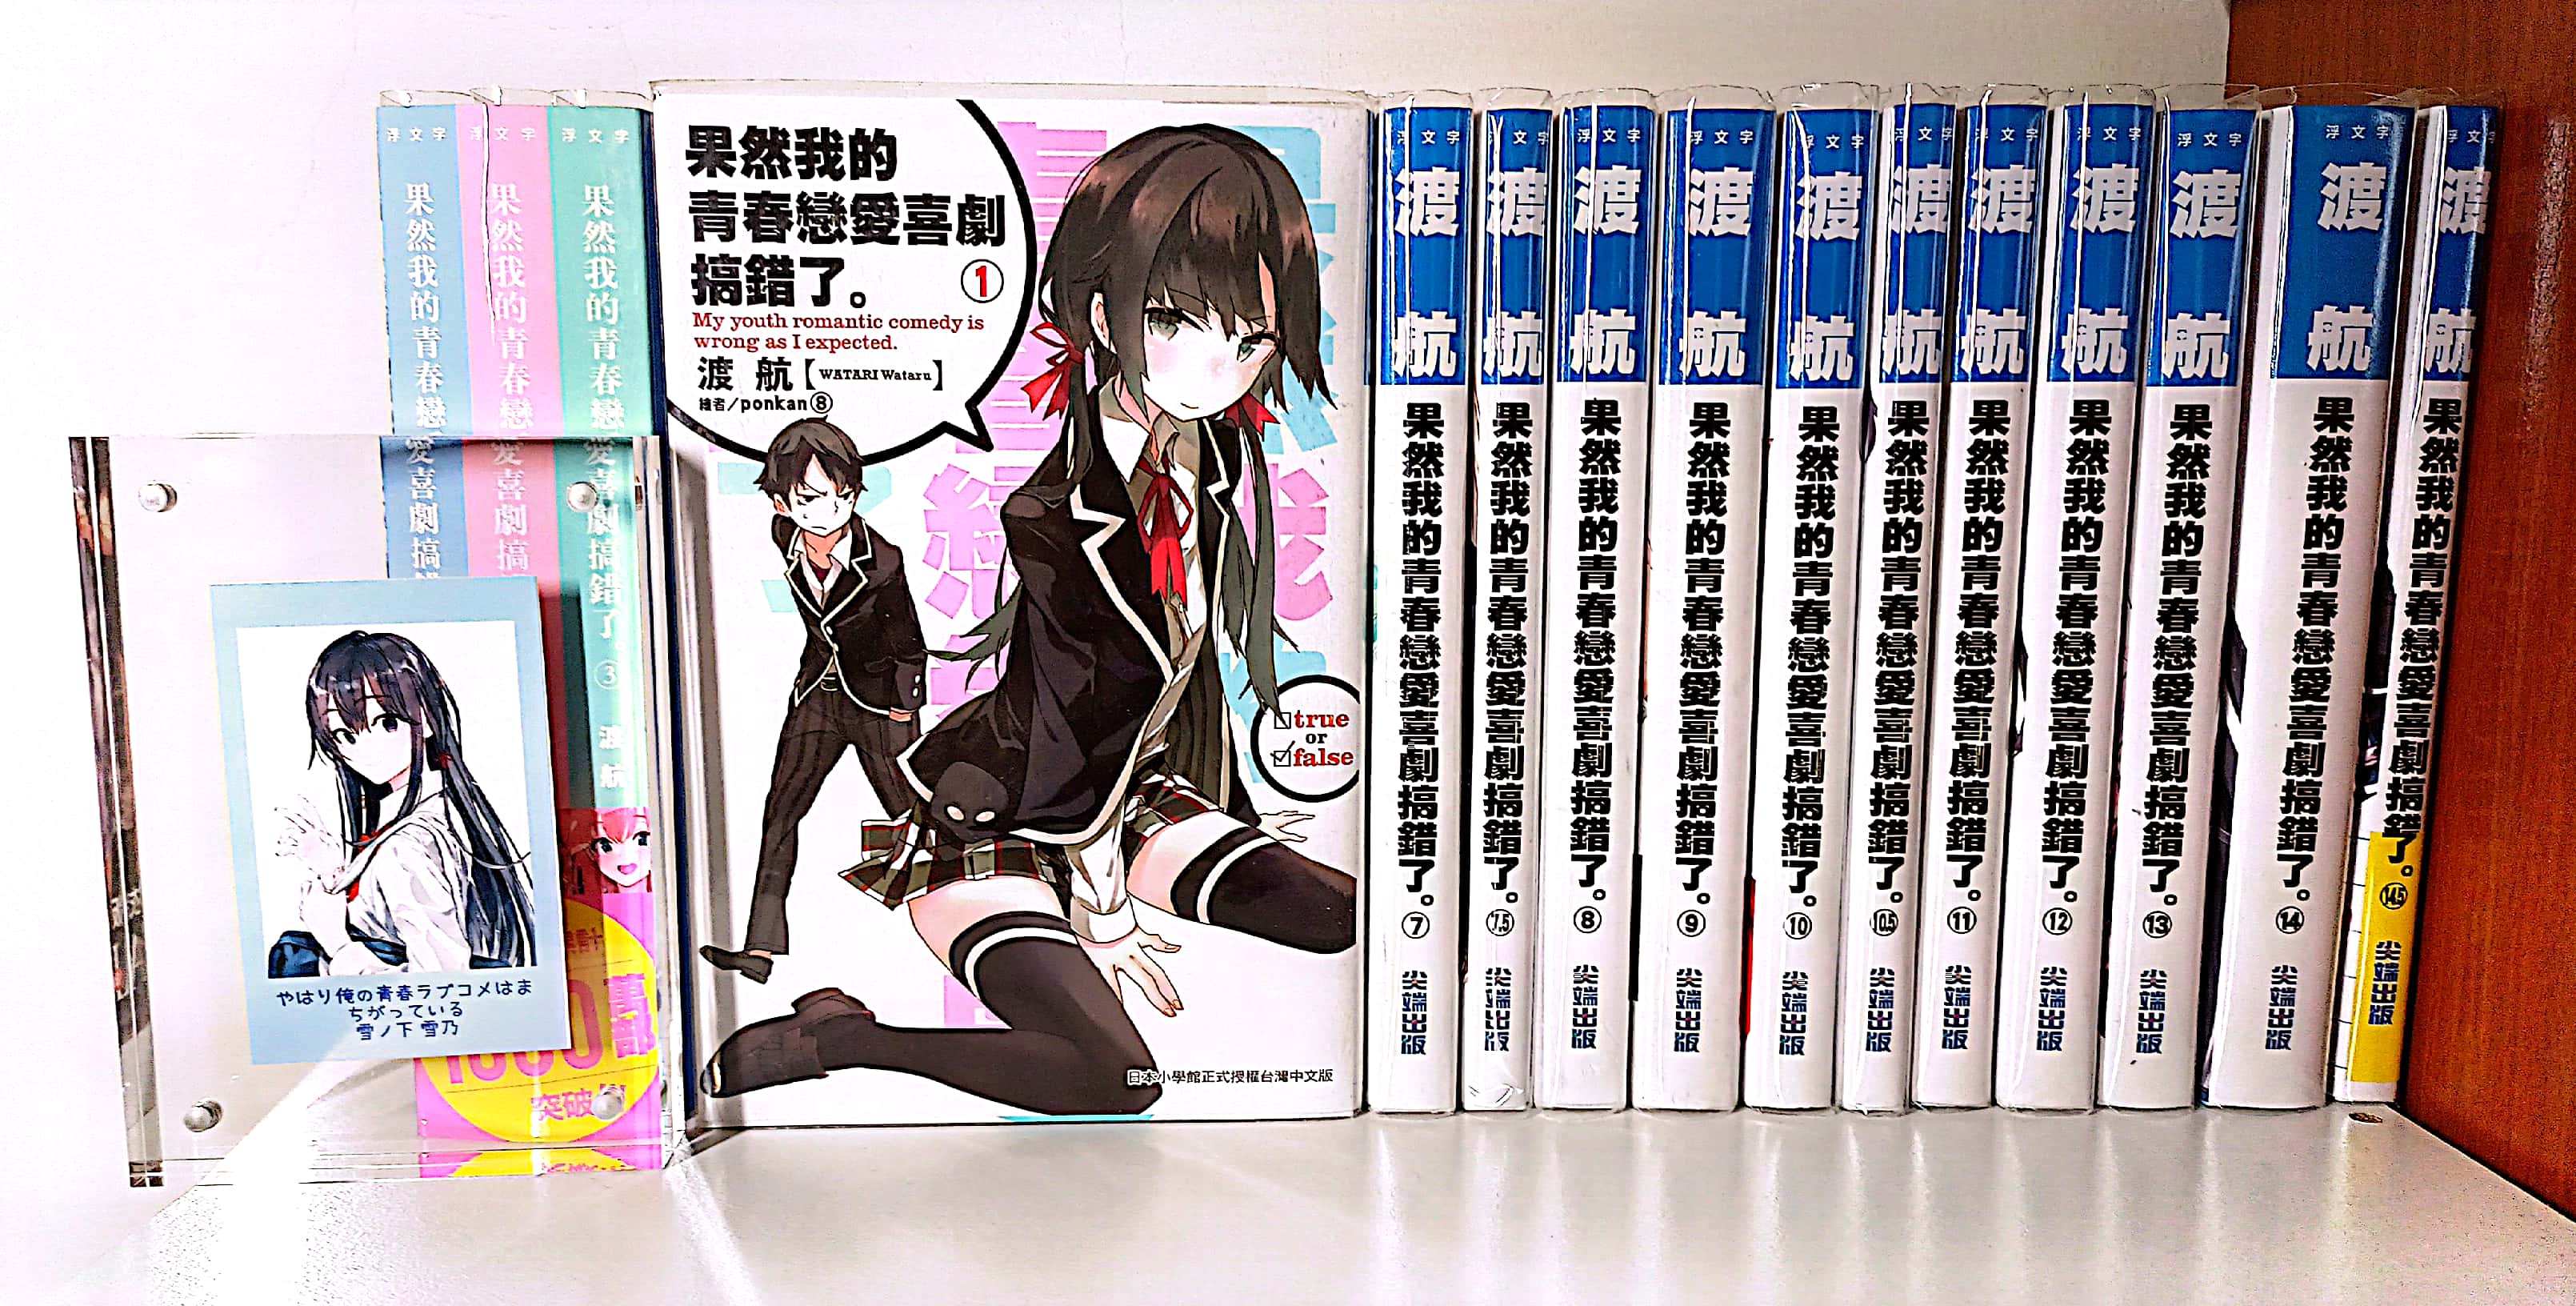 浮文字
果然我的青春戀愛喜劇搞錯
浮文字
果然我的青春戀愛喜劇搞
浮文字
果然我的青春戀愛喜劇搞錯了。③
渡航
萬部
突破
やはり俺の青春ラブコメはま
ちがっている
雪ノ下雪乃
果然我的
青春戀愛喜劇
搞錯了。
①
My youth romantic comedy is
wrong as I expected.
渡 航【WATARI Wataru】
繪者/ponkan⑧
true
or
false
日本小學館正式授權台灣中文版
浮文字
渡航
果然我的青春戀愛喜劇搞錯了。⑦
尖端出版
浮文字
渡航
果然我的青春戀愛喜劇搞錯了。7.5
尖端出版
浮文字
渡航
果然我的青春戀愛喜劇搞錯了。⑧
尖端出版
浮文字
渡航
果然我的青春戀愛喜劇搞錯了。⑨
尖端出版
浮文字
渡航
果然我的青春戀愛喜劇搞錯了。⑩
尖端出版
浮文字
渡航
果然我的青春戀愛喜劇搞錯了。10.5
尖端出版
浮文字
渡航
果然我的青春戀愛喜劇搞錯了。⑪
尖端出版
浮文字
渡航
果然我的青春戀愛喜劇搞錯了。⑫
尖端出版
浮文字
渡航
果然我的青春戀愛喜劇搞錯了。⑬
尖端出版
浮文字
渡航
果然我的青春戀愛喜劇搞錯了。⑭
尖端出版
浮文字
渡航
果然我的青春戀愛喜劇搞錯了。14.5
尖端出版